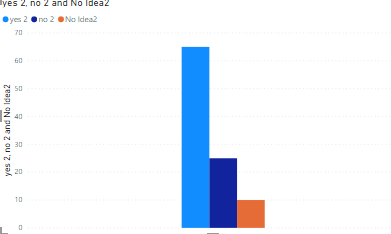 yes 2, no 2 and No Idea2
yes 2 no 2 No Idea2
70
60
50
40
30
20
10
0
yes 2, no 2 and No Idea2